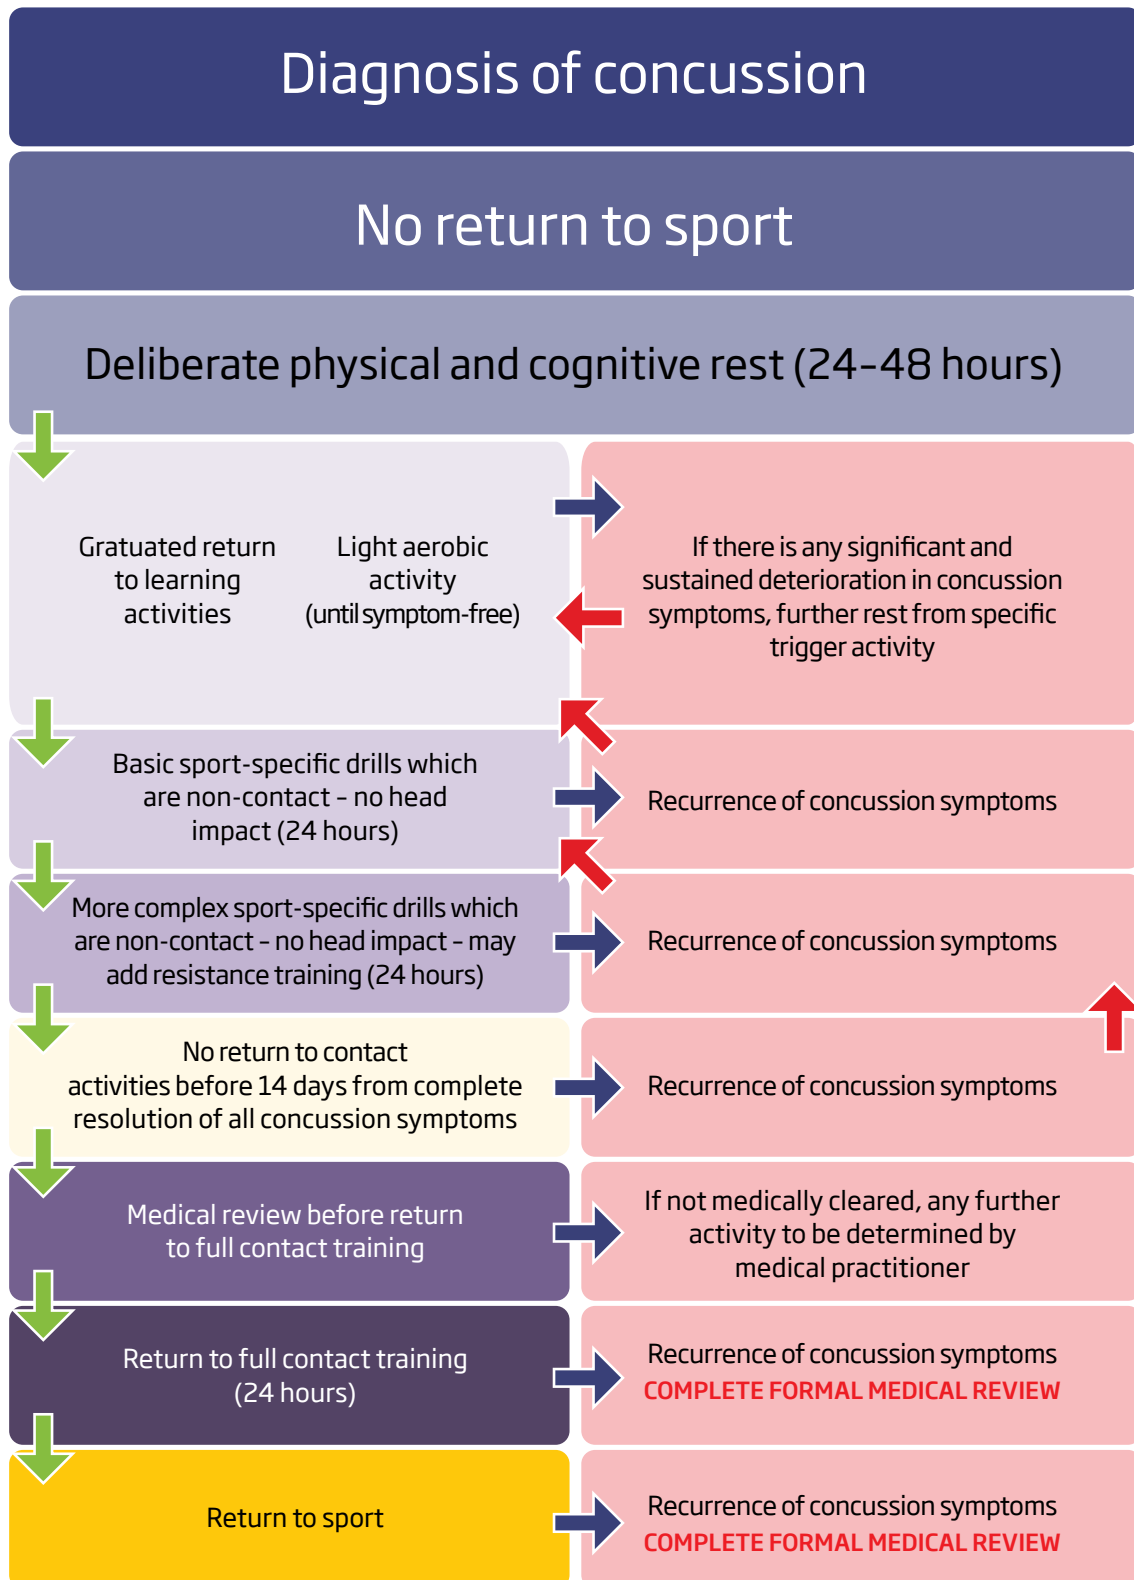 Diagnosis of concussion
No return to sport
Deliberate physical and cognitive rest (24–48 hours)
Gratuated return
to learning
activities
Light aerobic
activity
(until symptom-free)
If there is any significant and
sustained deterioration in concussion
symptoms, further rest from specific
trigger activity
Basic sport-specific drills which
are non-contact – no head
impact (24 hours)
Recurrence of concussion symptoms
More complex sport-specific drills which
are non-contact – no head impact – may
add resistance training (24 hours)
Recurrence of concussion symptoms
No return to contact
activities before 14 days from complete
resolution of all concussion symptoms
Recurrence of concussion symptoms
Medical review before return
to full contact training
If not medically cleared, any further
activity to be determined by
medical practitioner
Return to full contact training
(24 hours)
Recurrence of concussion symptoms
COMPLETE FORMAL MEDICAL REVIEW
Return to sport
Recurrence of concussion symptoms
COMPLETE FORMAL MEDICAL REVIEW